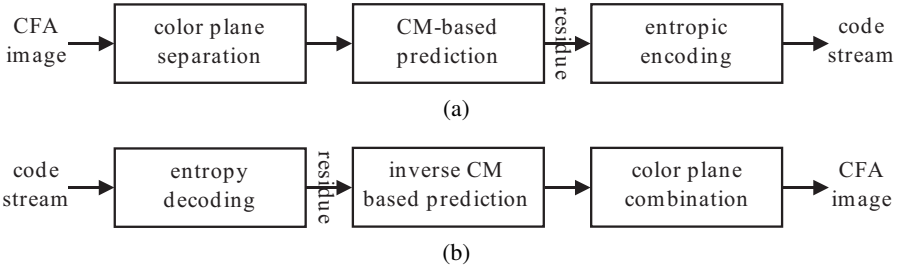 CFA image
color plane separation
CM-based prediction
residue
entropic encoding
code stream
(a)
code stream
entropy decoding
residue
inverse CM based prediction
color plane combination
CFA image
(b)